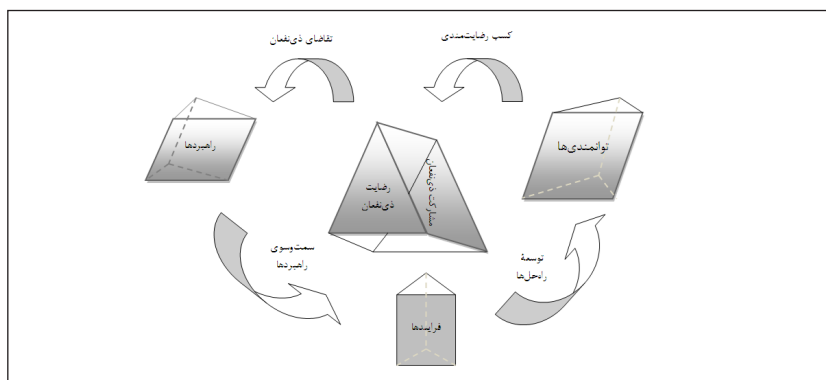 کسب رضایت‌مندی
تقاضای ذی‌نفعان
توانمندی‌ها
راهبردها
رضایت
ذی‌نفعان
مشارکت ذی‌نفعان
توسعهٔ
راه‌حل‌ها
سمت‌وسوی
راهبردها
فرایندها